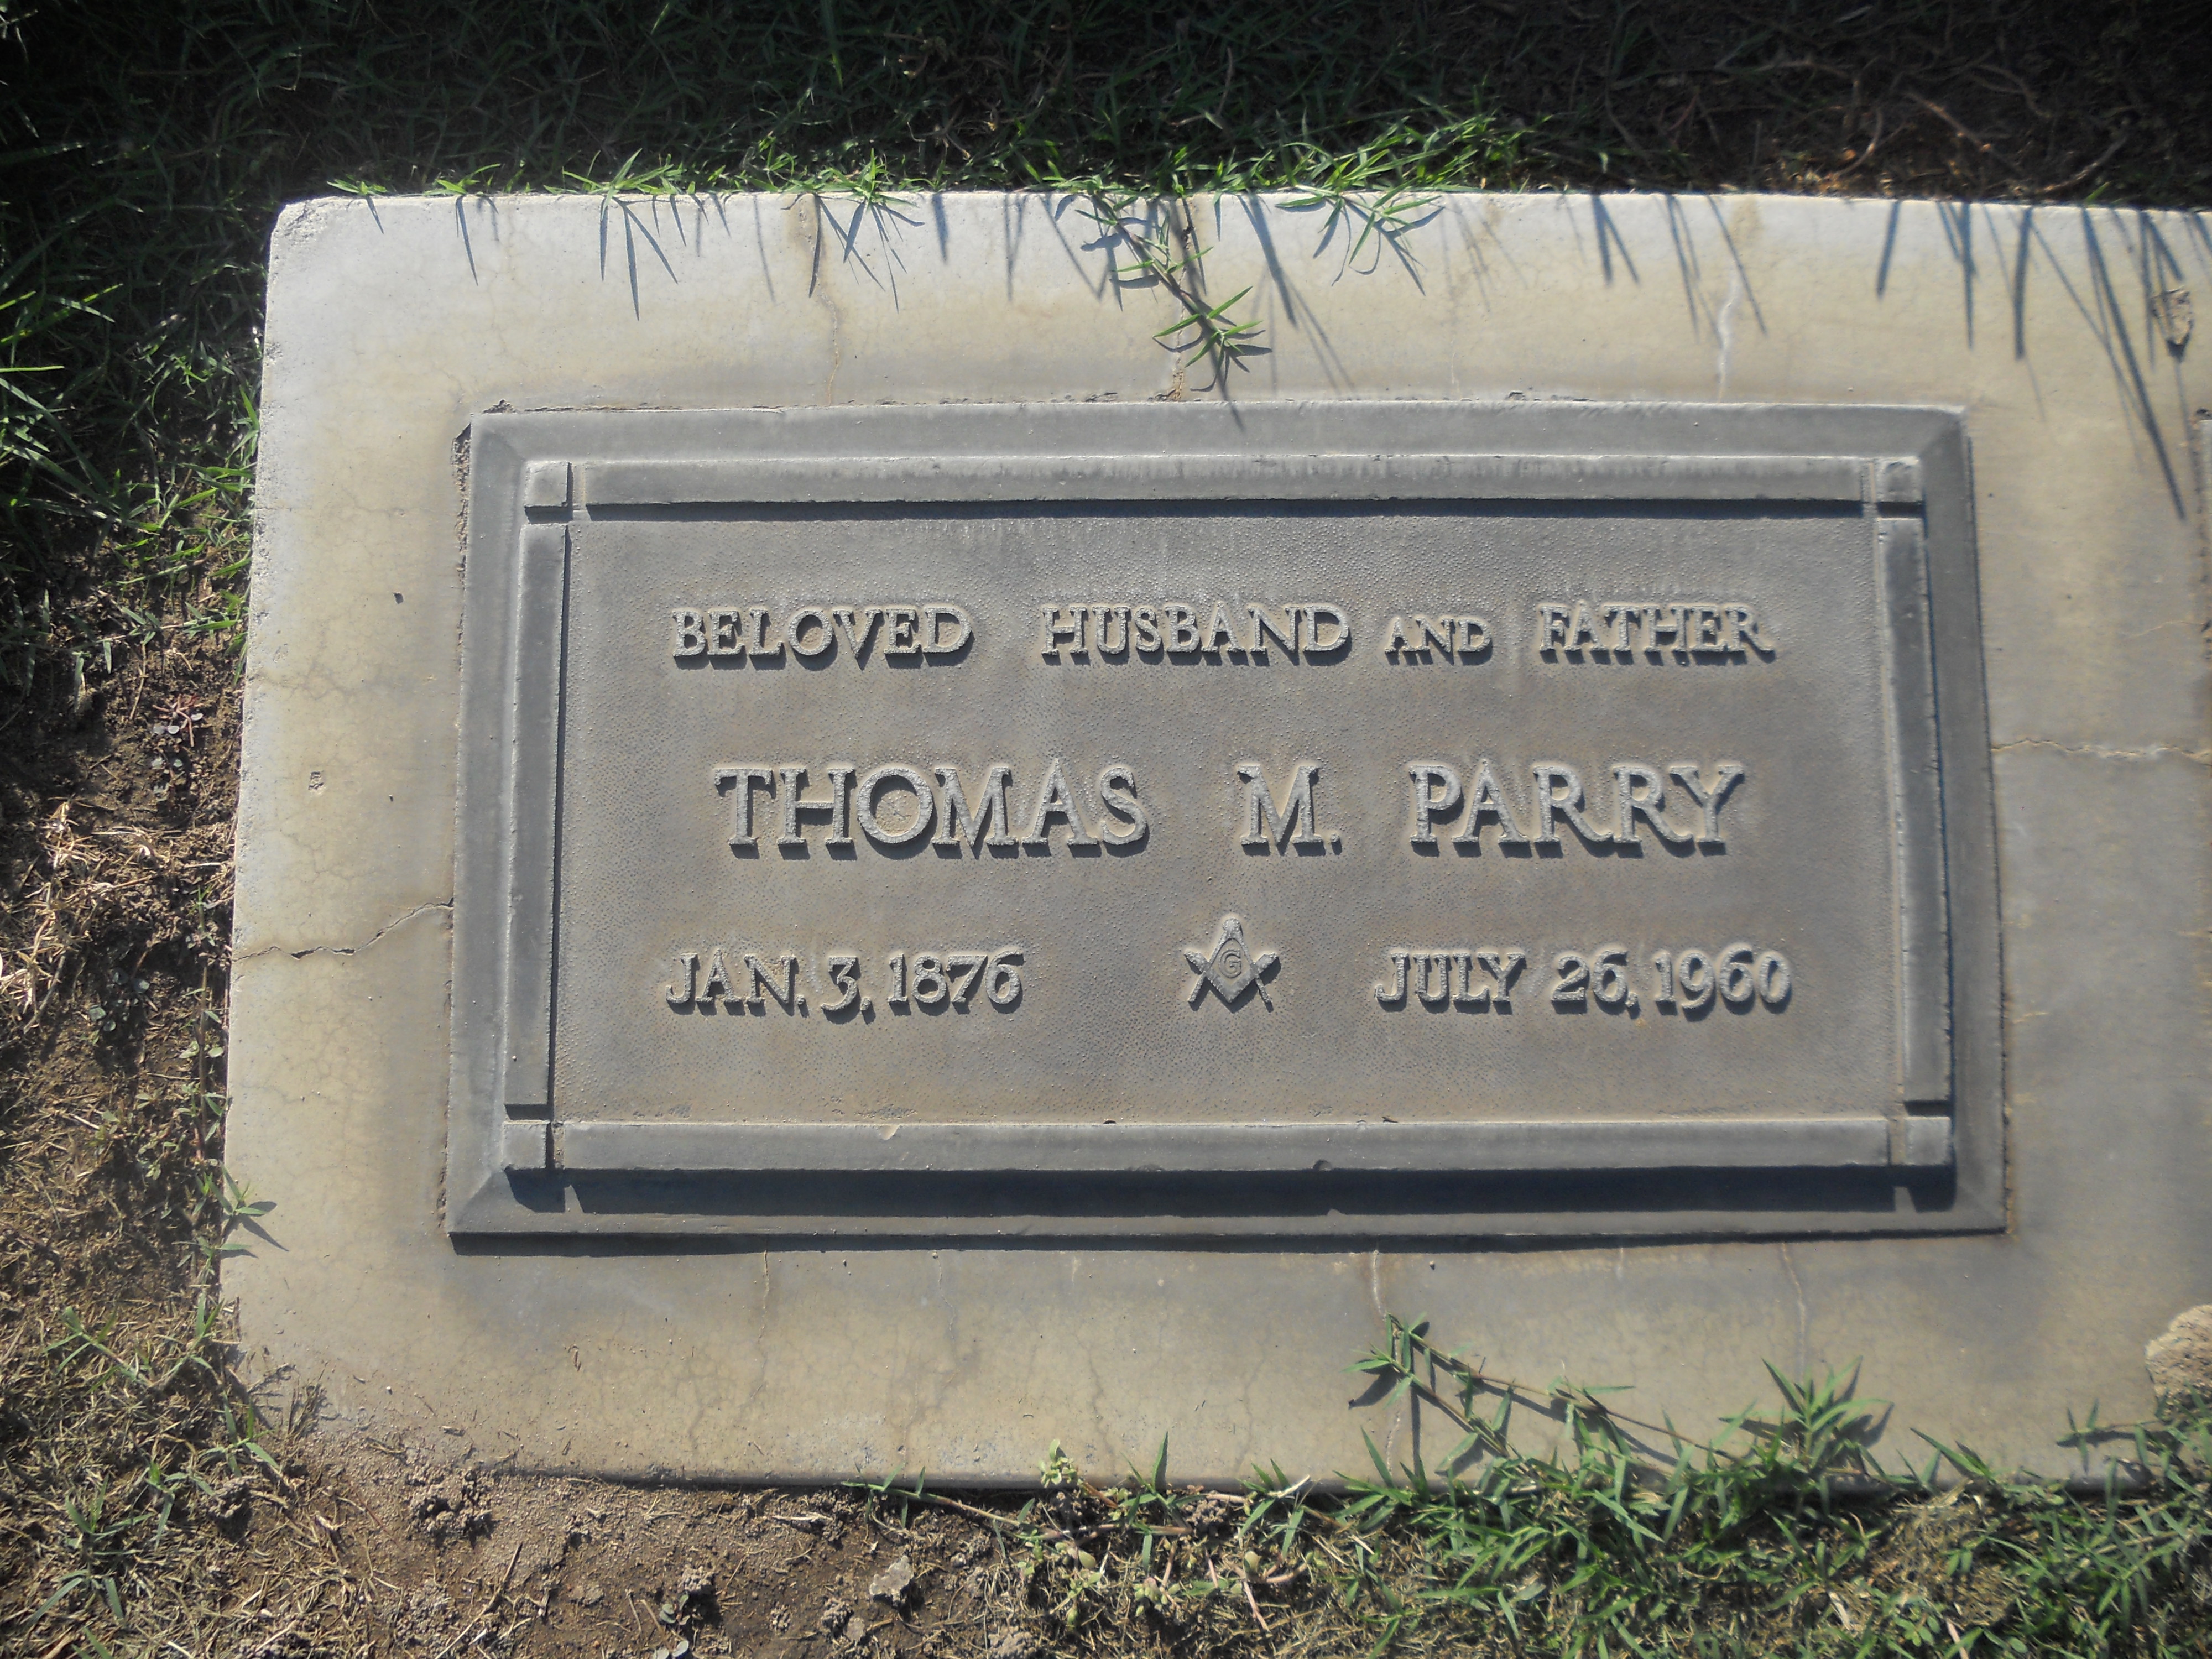 BELOVED HUSBAND AND FATHER
THOMAS M. PARRY
JAN. 3, 1876 G JULY 26, 1960